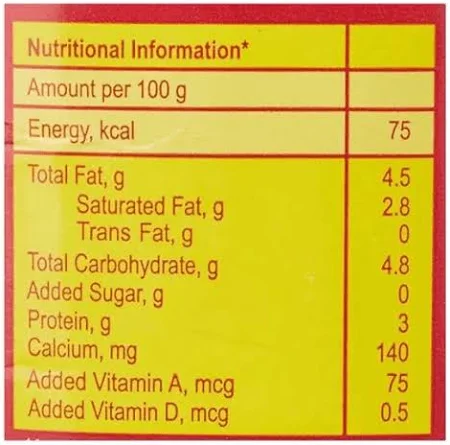 Nutritional Information*
Amount per 100 g
Energy, kcal 75
Total Fat, g 4.5
Saturated Fat, g 2.8
Trans Fat, g 0
Total Carbohydrate, g 4.8
Added Sugar, g 0
Protein, g 3
Calcium, mg 140
Added Vitamin A, mcg 75
Added Vitamin D, mcg 0.5